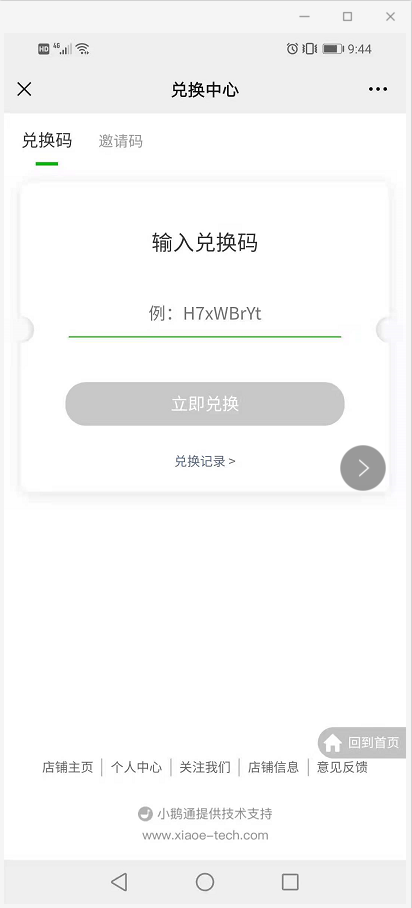 HD 4G 9:44
兑换中心
兑换码 邀请码
输入兑换码
例：H7xWBrYt
立即兑换
兑换记录 >
回到首页
店铺主页 | 个人中心 | 关注我们 | 店铺信息 | 意见反馈
小鹅通提供技术支持
www.xiaoe-tech.com